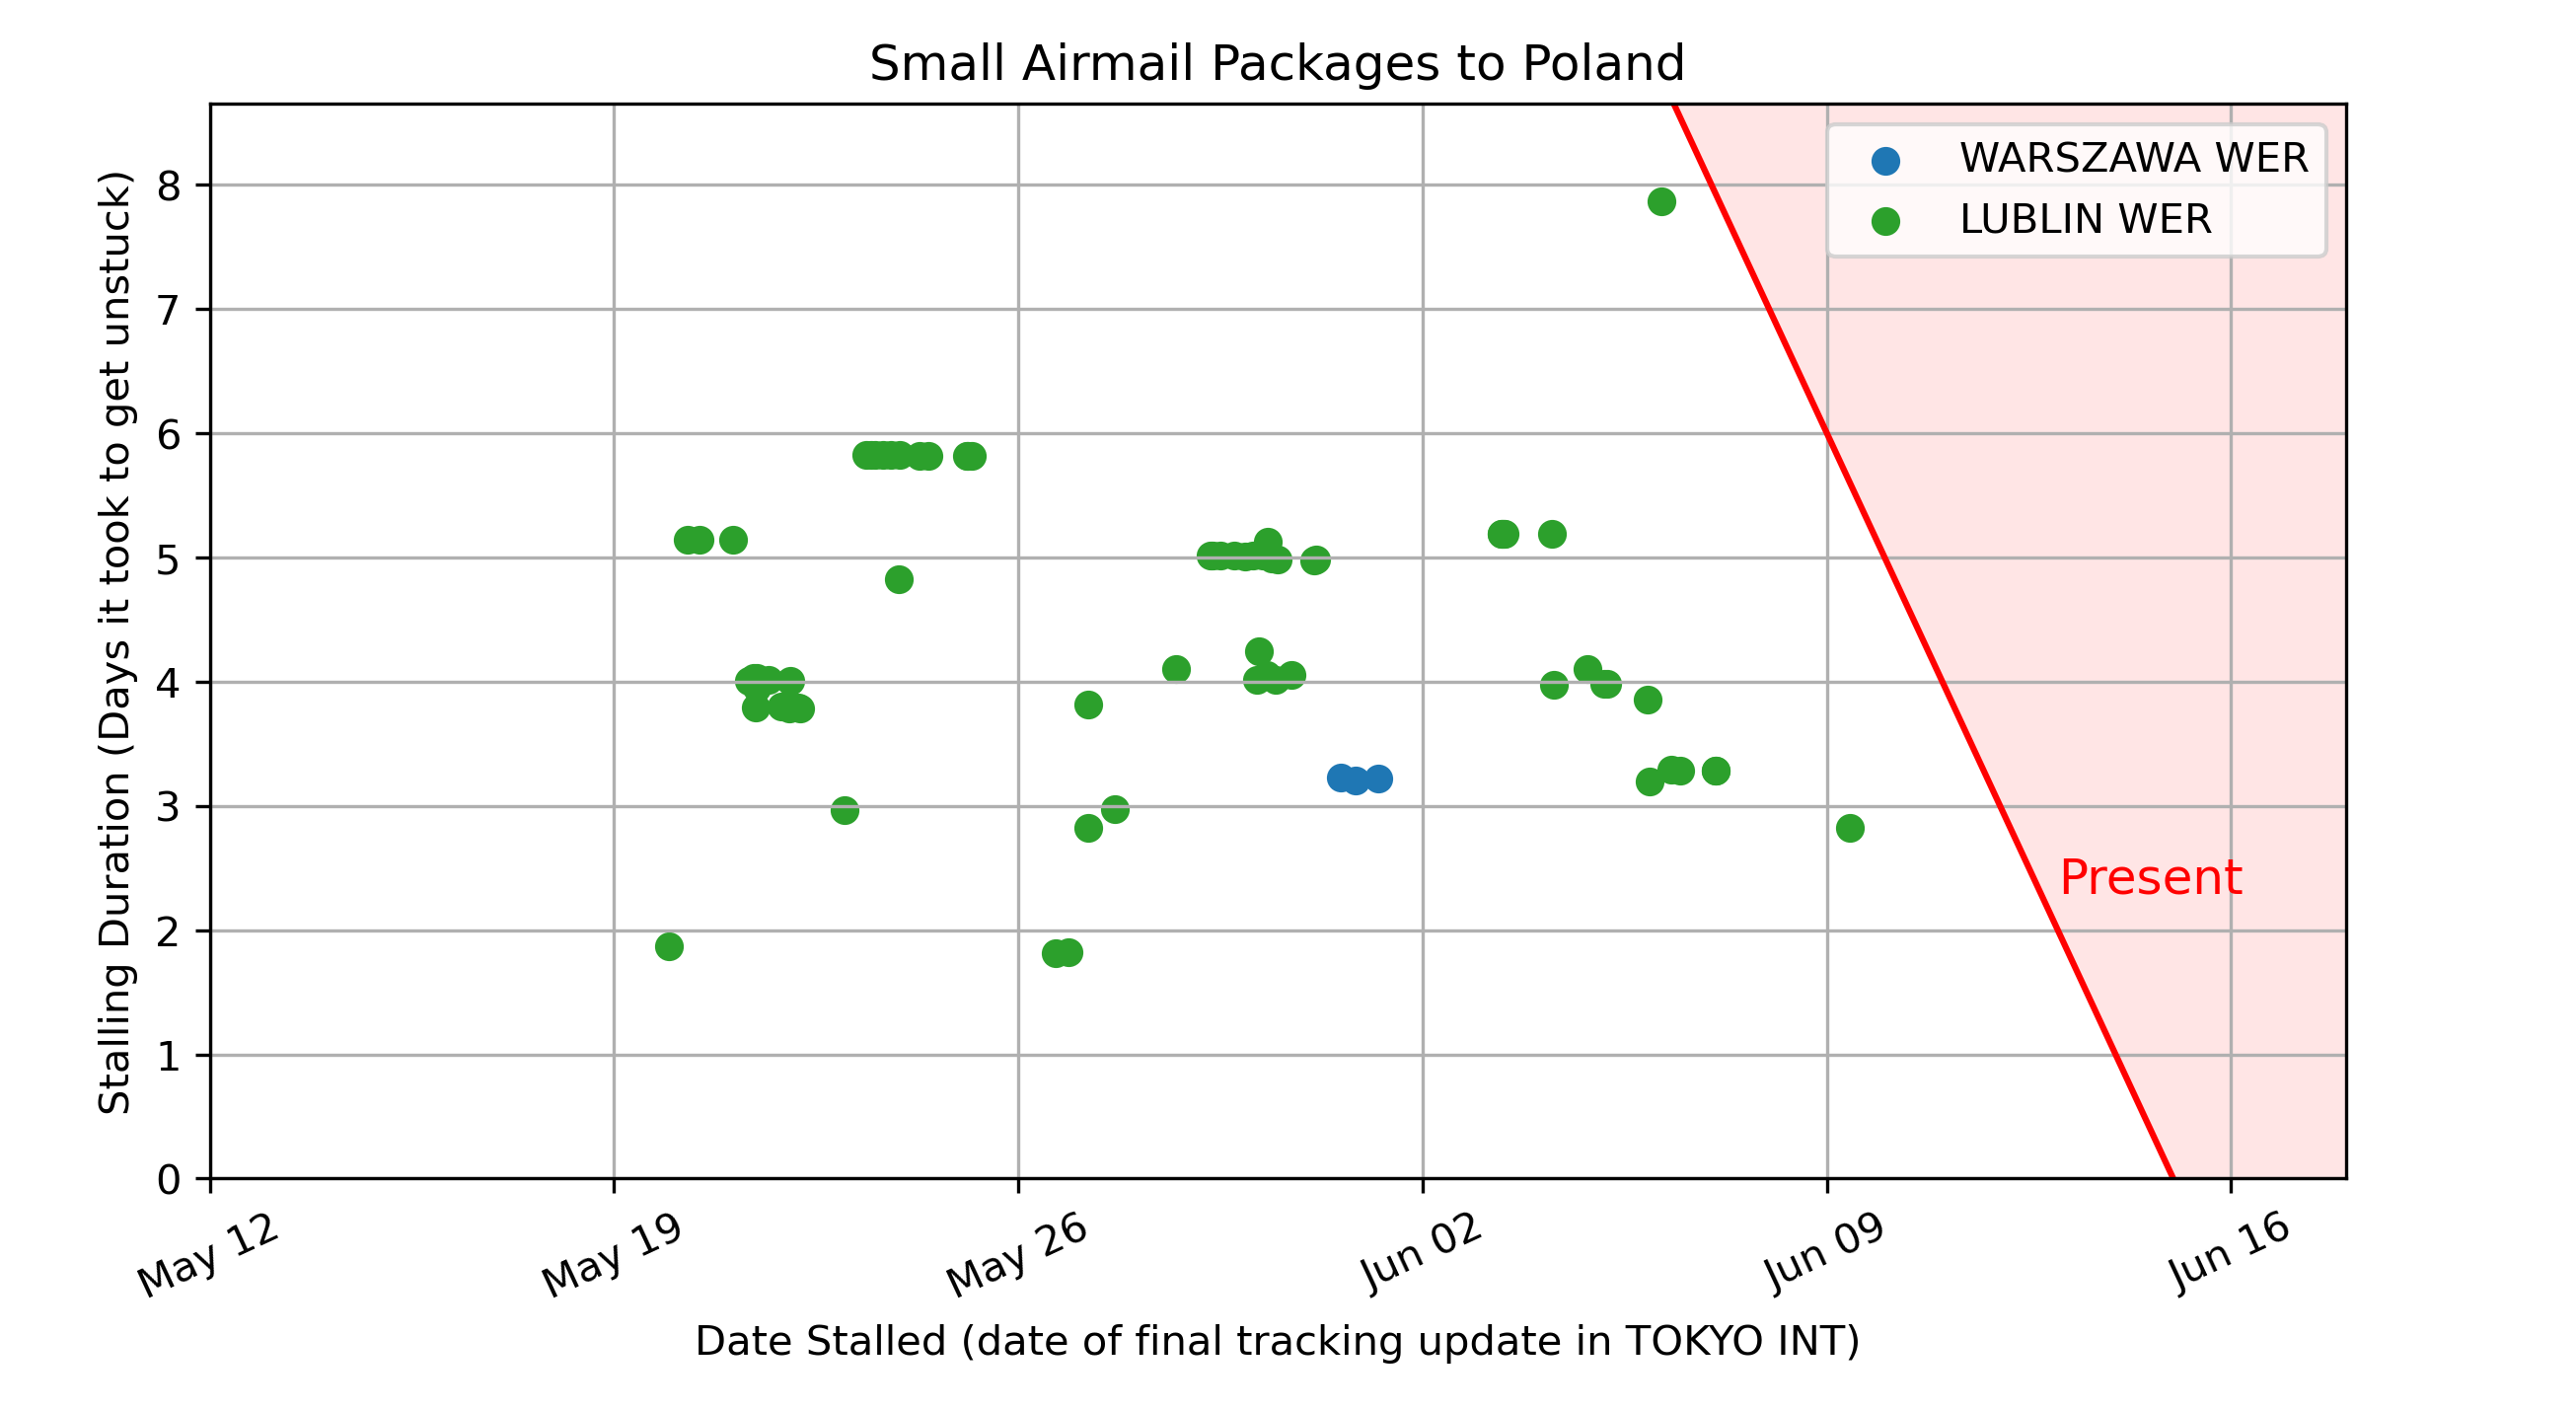 Small Airmail Packages to Poland
Stalling Duration (Days it took to get unstuck)
8
7
6
5
4
3
2
1
0
WARSZAWA WER
LUBLIN WER
Present
May 12
May 19
May 26
Jun 02
Jun 09
Jun 16
Date Stalled (date of final tracking update in TOKYO INT)